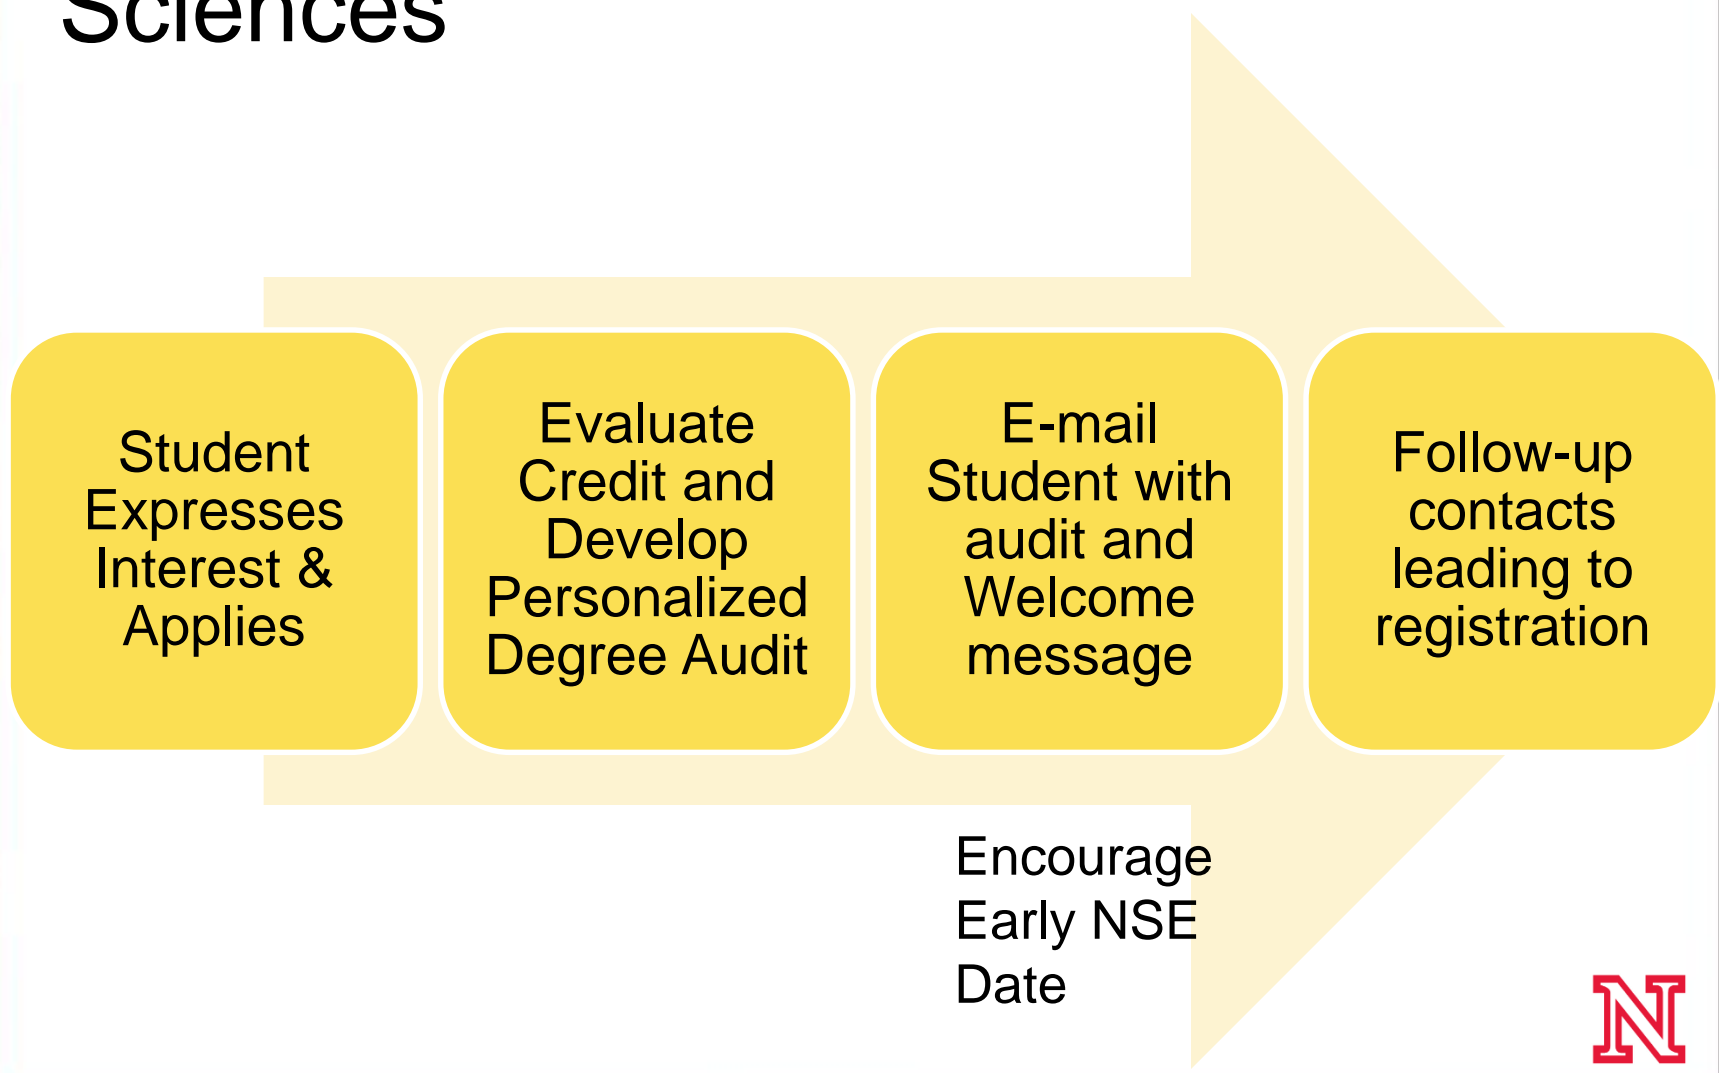 Sciences
Student
Expresses
Interest &
Applies
Evaluate
Credit and
Develop
Personalized
Degree Audit
E-mail
Student with
audit and
Welcome
message
Follow-up
contacts
leading to
registration
Encourage
Early NSE
Date
N